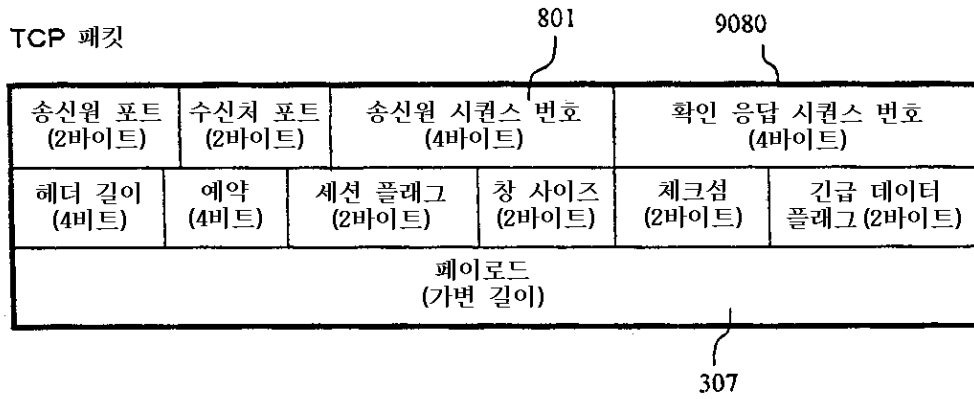 TCP 패킷
801
9080
송신원 포트
(2바이트)
수신처 포트
(2바이트)
송신원 시퀀스 번호
(4바이트)
확인 응답 시퀀스 번호
(4바이트)
헤더 길이
(4비트)
예약
(4비트)
세션 플래그
(2바이트)
창 사이즈
(2바이트)
체크섬
(2바이트)
긴급 데이터
플래그 (2바이트)
페이로드
(가변 길이)
307